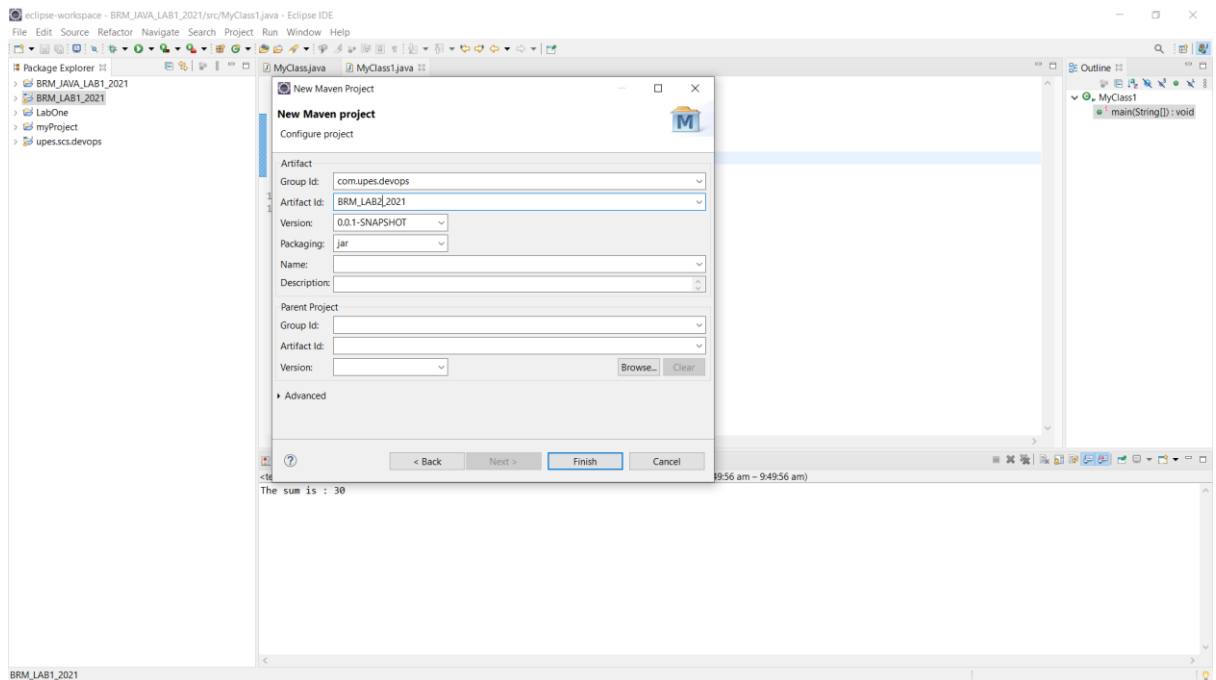 eclipse-workspace - BRM_JAVA_LAB1_2021/src/MyClass1.java - Eclipse IDE
File Edit Source Refactor Navigate Search Project Run Window Help
Package Explorer
BRM_JAVA_LAB1_2021
BRM_LAB1_2021
LabOne
myProject
upes.scs.devops
MyClass.java
MyClass1.java
New Maven Project
New Maven project
Configure project
M
Artifact
Group Id: com.upes.devops
Artifact Id: BRM_LAB2_2021
Version: 0.0.1-SNAPSHOT
Packaging: jar
Name:
Description:
Parent Project
Group Id:
Artifact Id:
Version:
Browse... Clear
Advanced
< Back Next > Finish Cancel
Outline
MyClass1
main(String[]) : void
<te
49:56 am – 9:49:56 am)
The sum is : 30
BRM_LAB1_2021